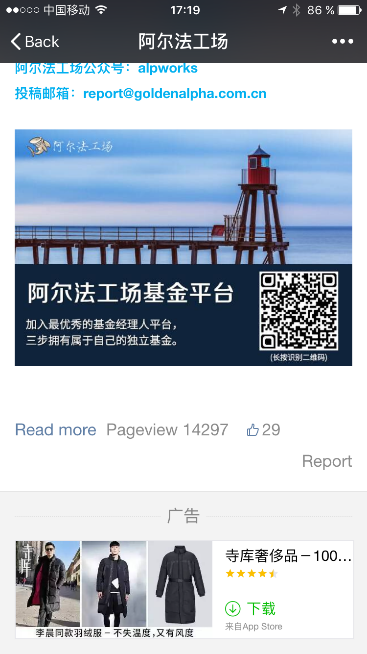 中国移动
17:19
86 %
Back
阿尔法工场
阿尔法工场公众号：alpworks
投稿邮箱：report@goldenalpha.com.cn
阿尔法工场
阿尔法工场基金平台
加入最优秀的基金经理人平台，
三步拥有属于自己的独立基金。
(长按识别二维码)
Read more Pageview 14297 29
Report
广告
寺库奢侈品－100...
下载
来自App Store
李晨同款羽绒服 - 不失温度，又有风度